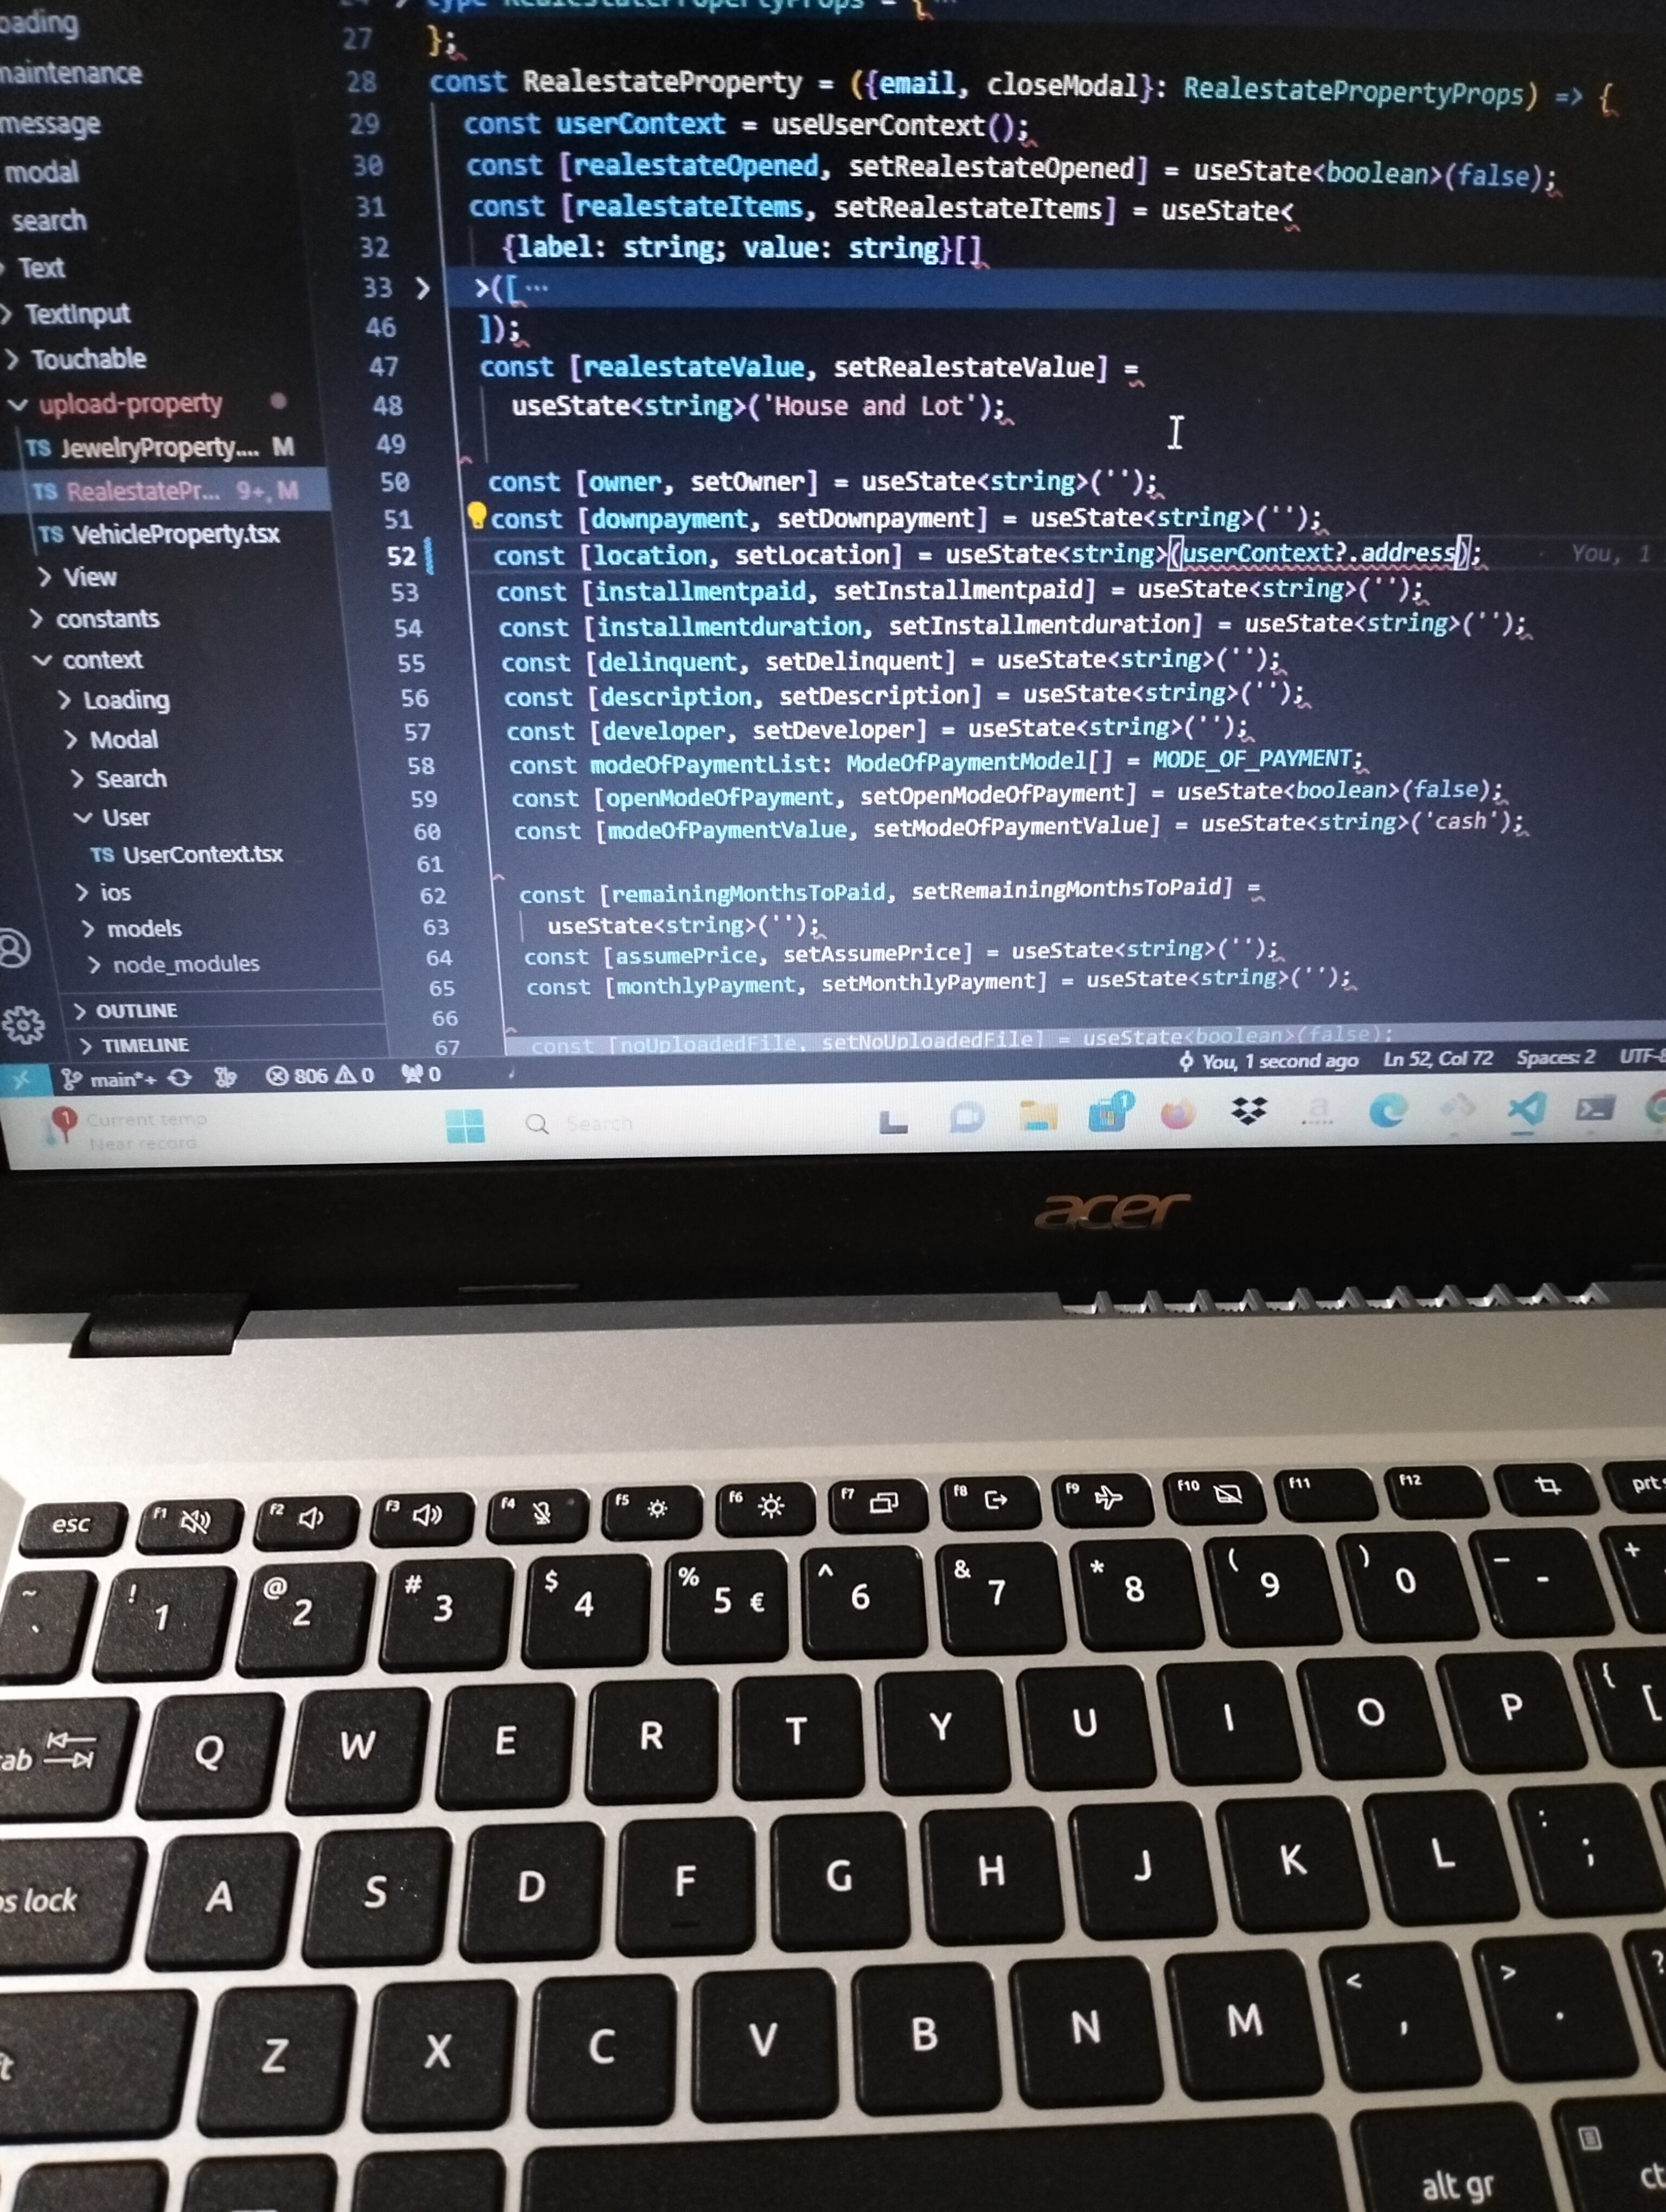 oading
maintenance
message
modal
search
Text
TextInput
Touchable
upload-property
TS JewelryProperty.... M
TS RealestatePr... 9+, M
TS VehicleProperty.tsx
View
constants
context
Loading
Modal
Search
User
TS UserContext.tsx
ios
models
node_modules
OUTLINE
TIMELINE
type RealestatePropertyProps = {...
27 };
28 const RealestateProperty = ({email, closeModal}: RealestatePropertyProps) => {
29 const userContext = useUserContext();
30 const [realestateOpened, setRealestateOpened] = useState<boolean>(false);
31 const [realestateItems, setRealestateItems] = useState<
32 {label: string; value: string}[]
33 >([...
46 ]);
47 const [realestateValue, setRealestateValue] =
48 useState<string>('House and Lot');
49
50 const [owner, setOwner] = useState<string>('');
51 const [downpayment, setDownpayment] = useState<string>('');
52 const [location, setLocation] = useState<string>(userContext?.address); You, 1
53 const [installmentpaid, setInstallmentpaid] = useState<string>('');
54 const [installmentduration, setInstallmentduration] = useState<string>('');
55 const [delinquent, setDelinquent] = useState<string>('');
56 const [description, setDescription] = useState<string>('');
57 const [developer, setDeveloper] = useState<string>('');
58 const modeOfPaymentList: ModeOfPaymentModel[] = MODE_OF_PAYMENT;
59 const [openModeOfPayment, setOpenModeOfPayment] = useState<boolean>(false);
60 const [modeOfPaymentValue, setModeOfPaymentValue] = useState<string>('cash');
61
62 const [remainingMonthsToPaid, setRemainingMonthsToPaid] =
63 useState<string>('');
64 const [assumePrice, setAssumePrice] = useState<string>('');
65 const [monthlyPayment, setMonthlyPayment] = useState<string>('');
66
67 const [noUploadedFile, setNoUploadedFile] = useState<boolean>(false);
main*+ 806 0 0 You, 1 second ago Ln 52, Col 72 Spaces: 2 UTF-8
1 Current temp
Near record
Search
1
acer
esc F1 F2 F3 F4 F5 F6 F7 F8 F9 F10 F11 F12 prt
~ ` ! 1 @ 2 # 3 $ 4 % 5 € ^ 6 & 7 * 8 ( 9 ) 0 _ - +
ab Q W E R T Y U I O P { [
ps lock A S D F G H J K L : ;
ft Z X C V B N M < , > . ?
alt gr ct